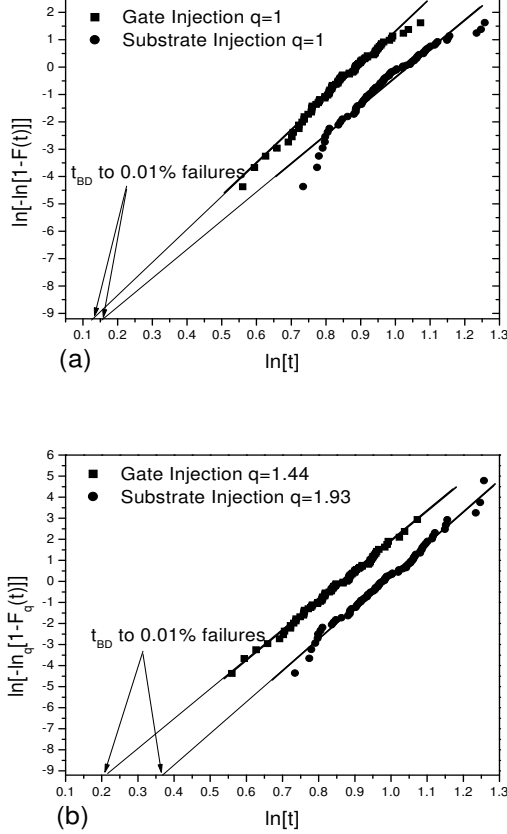 2
1
0
-1
-2
-3
-4
-5
-6
-7
-8
-9
ln[-ln[1-F(t)]]
Gate Injection q=1
Substrate Injection q=1
t_BD to 0.01% failures
0.1 0.2 0.3 0.4 0.5 0.6 0.7 0.8 0.9 1.0 1.1 1.2 1.3
(a) ln[t]
6
5
4
3
2
1
0
-1
-2
-3
-4
-5
-6
-7
-8
-9
ln[-ln_q[1-F_q(t)]]
Gate Injection q=1.44
Substrate Injection q=1.93
t_BD to 0.01% failures
0.1 0.2 0.3 0.4 0.5 0.6 0.7 0.8 0.9 1.0 1.1 1.2 1.3
(b) ln[t]